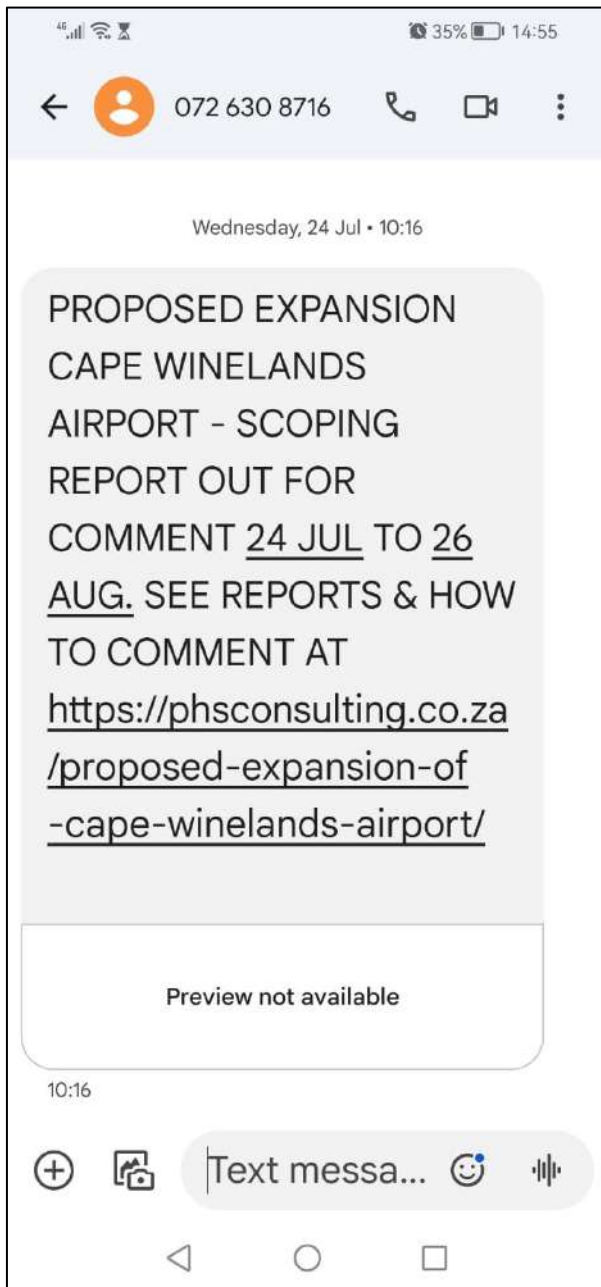 4G 35% 14:55
072 630 8716
Wednesday, 24 Jul • 10:16
PROPOSED EXPANSION
CAPE WINELANDS
AIRPORT - SCOPING
REPORT OUT FOR
COMMENT 24 JUL TO 26
AUG. SEE REPORTS & HOW
TO COMMENT AT
https://phsconsulting.co.za
/proposed-expansion-of
-cape-winelands-airport/
Preview not available
10:16
Text messa...